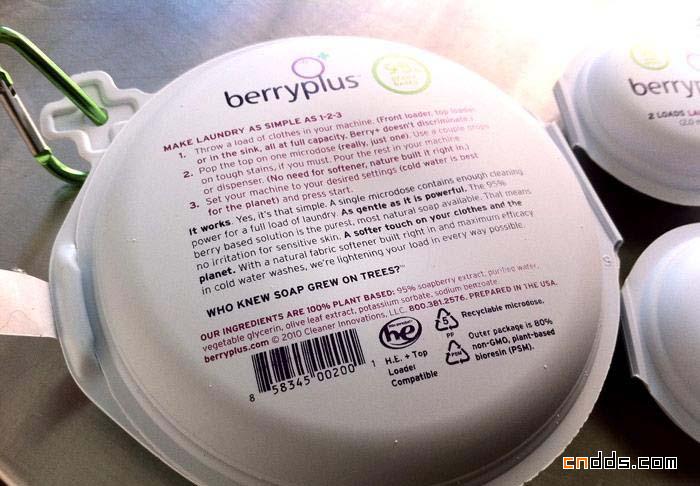 berryplus
95%
plant
based
MAKE LAUNDRY AS SIMPLE AS 1-2-3
1. Throw a load of clothes in your machine. (Front loader, top loader
or in the sink, all at full capacity. Berry+ doesn't discriminate.)
2. Pop the top on one microdose (really, just one). Use a couple drops
on tough stains, if you must. Pour the rest in your machine
or dispenser. (No need for softener, nature built it right in.)
3. Set your machine to your desired settings (cold water is best
for the planet) and press start.
It works. Yes, it's that simple. A single microdose contains enough cleaning
power for a full load of laundry. As gentle as it is powerful. The 95%
berry based solution is the purest, most natural soap available. That means
no irritation for sensitive skin. A softer touch on your clothes and the
planet. With a natural fabric softener built right in and maximum efficacy
in cold water washes, we're lightening your load in every way possible.
WHO KNEW SOAP GREW ON TREES?™
OUR INGREDIENTS ARE 100% PLANT BASED: 95% soapberry extract, purified water,
vegetable glycerin, olive leaf extract, potassium sorbate, sodium benzoate.
berryplus.com © 2010 Cleaner Innovations, LLC. 800.381.2576. PREPARED IN THE USA.
8 58345 00200 1
he
H.E. + Top
Loader
Compatible
5
PP
Recyclable microdose.
PSM
Outer package is 80%
non-GMO, plant-based
bioresin (PSM).
berryplus
2 LOADS
cndds.com